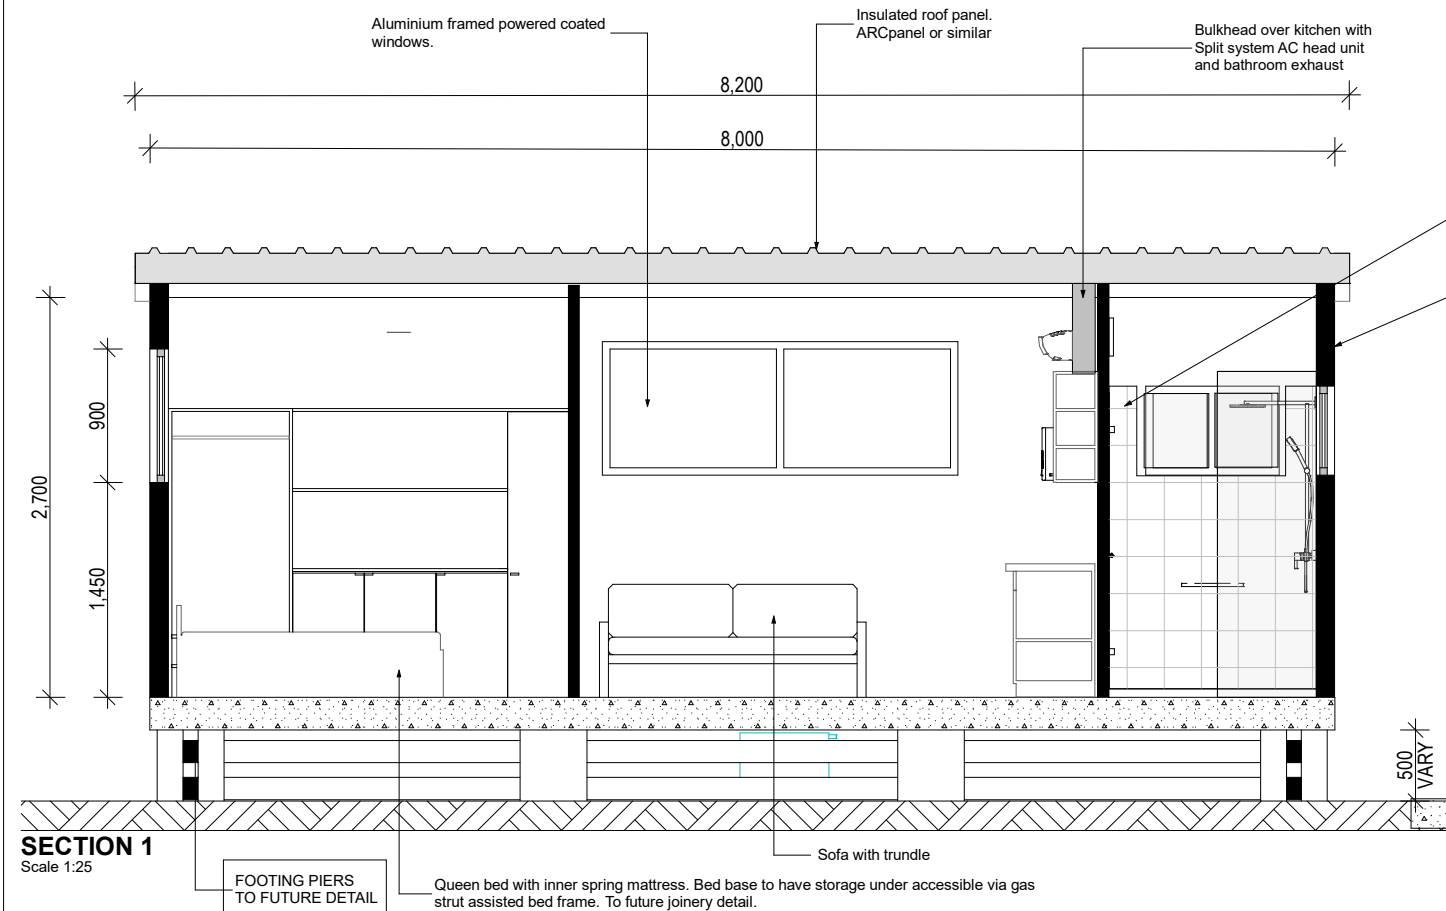 Aluminium framed powered coated
windows.
Insulated roof panel.
ARCpanel or similar
Bulkhead over kitchen with
Split system AC head unit
and bathroom exhaust
8,200
8,000
2,700
900
1,450
500
VARY
SECTION 1
Scale 1:25
FOOTING PIERS
TO FUTURE DETAIL
Sofa with trundle
Queen bed with inner spring mattress. Bed base to have storage under accessible via gas
strut assisted bed frame. To future joinery detail.